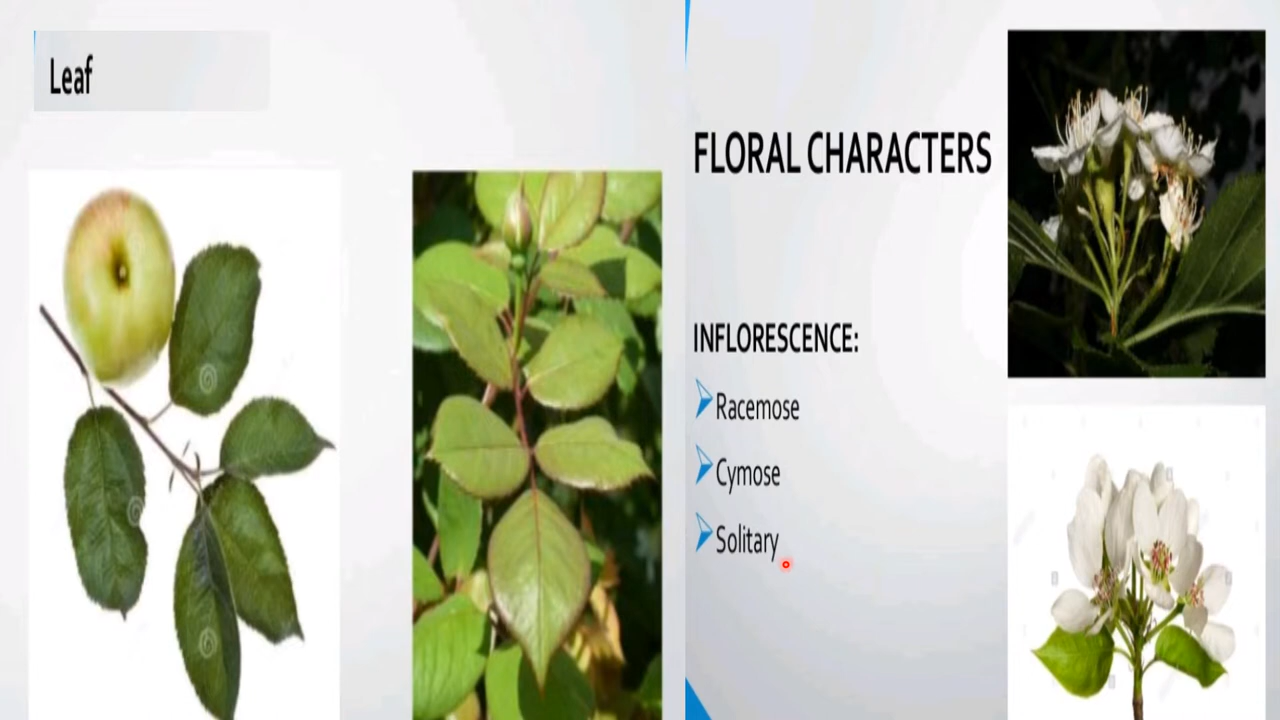 Leaf
FLORAL CHARACTERS
INFLORESCENCE:
Racemose
Cymose
Solitary